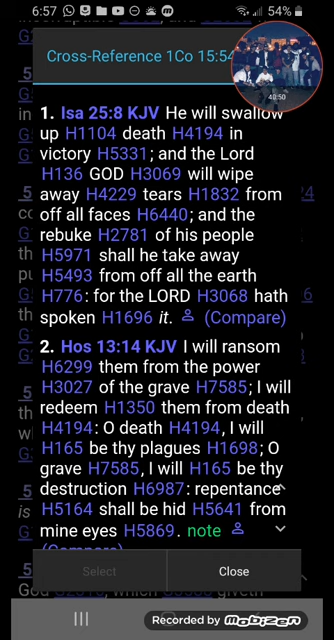 6:57 54%
Cross-Reference 1Co 15:54
40:50
1. Isa 25:8 KJV He will swallow
up H1104 death H4194 in
victory H5331; and the Lord
H136 GOD H3069 will wipe
away H4229 tears H1832 from
off all faces H6440; and the
rebuke H2781 of his people
H5971 shall he take away
H5493 from off all the earth
H776: for the LORD H3068 hath
spoken H1696 it. (Compare)
2. Hos 13:14 KJV I will ransom
H6299 them from the power
H3027 of the grave H7585; I will
redeem H1350 them from death
H4194: O death H4194, I will
H165 be thy plagues H1698; O
grave H7585, I will H165 be thy
destruction H6987: repentance
H5164 shall be hid H5641 from
mine eyes H5869. note
(Compare)
Select Close
Recorded by mobizen